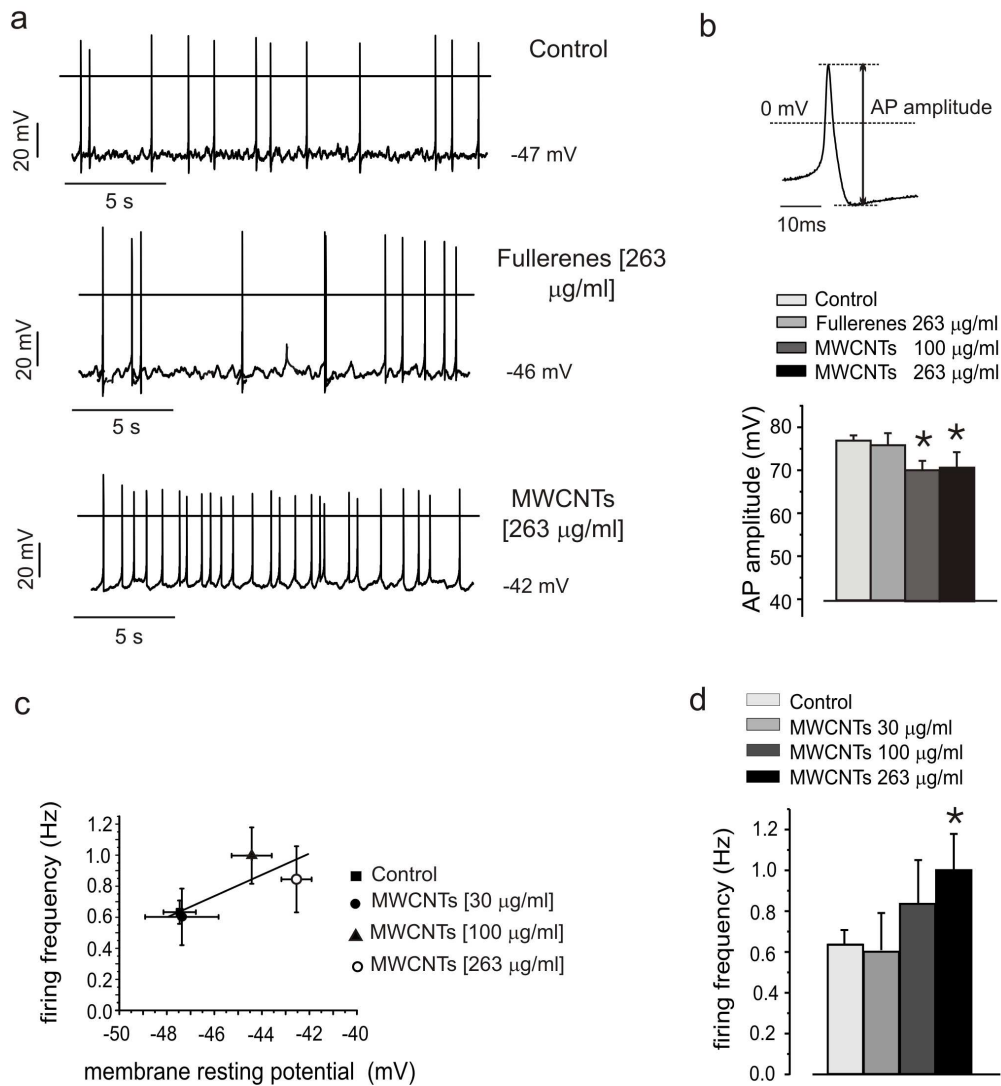 a
Control
20 mV
-47 mV
5 s
Fullerenes [263
μg/ml]
20 mV
-46 mV
5 s
MWCNTs
[263 μg/ml]
20 mV
-42 mV
5 s
b
0 mV
AP amplitude
10ms
Control
Fullerenes 263 μg/ml
MWCNTs 100 μg/ml
MWCNTs 263 μg/ml
AP amplitude (mV)
80
70
60
50
40
* *
c
firing frequency (Hz)
1.2
1.0
0.8
0.6
0.4
0.2
0.0
-50 -48 -46 -44 -42 -40
membrane resting potential (mV)
Control
MWCNTs [30 μg/ml]
MWCNTs [100 μg/ml]
MWCNTs [263 μg/ml]
d
Control
MWCNTs 30 μg/ml
MWCNTs 100 μg/ml
MWCNTs 263 μg/ml
firing frequency (Hz)
1.2
1.0
0.8
0.6
0.4
0.2
0.0
*